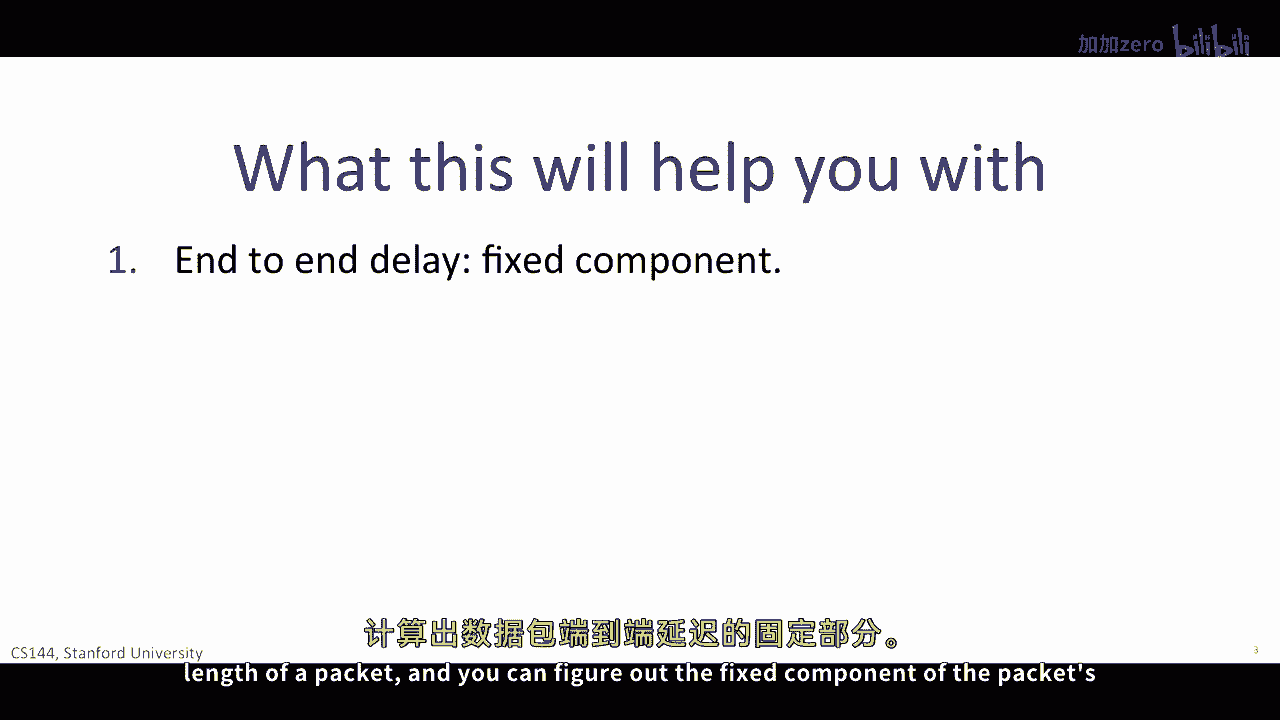 加加zero bilibili
What this will help you with
1. End to end delay: fixed component.
计算出数据包端到端延迟的固定部分。
CS144, Stanford University
3
length of a packet, and you can figure out the fixed component of the packet's